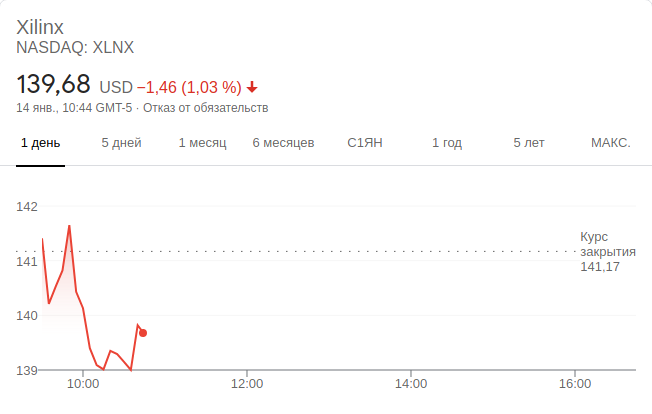 Xilinx
NASDAQ: XLNX
139,68 USD −1,46 (1,03 %)
14 янв., 10:44 GMT-5 · Отказ от обязательств
1 день 5 дней 1 месяц 6 месяцев С1ЯН 1 год 5 лет МАКС.
142
141
140
139
Курс
закрытия
141,17
10:00 12:00 14:00 16:00